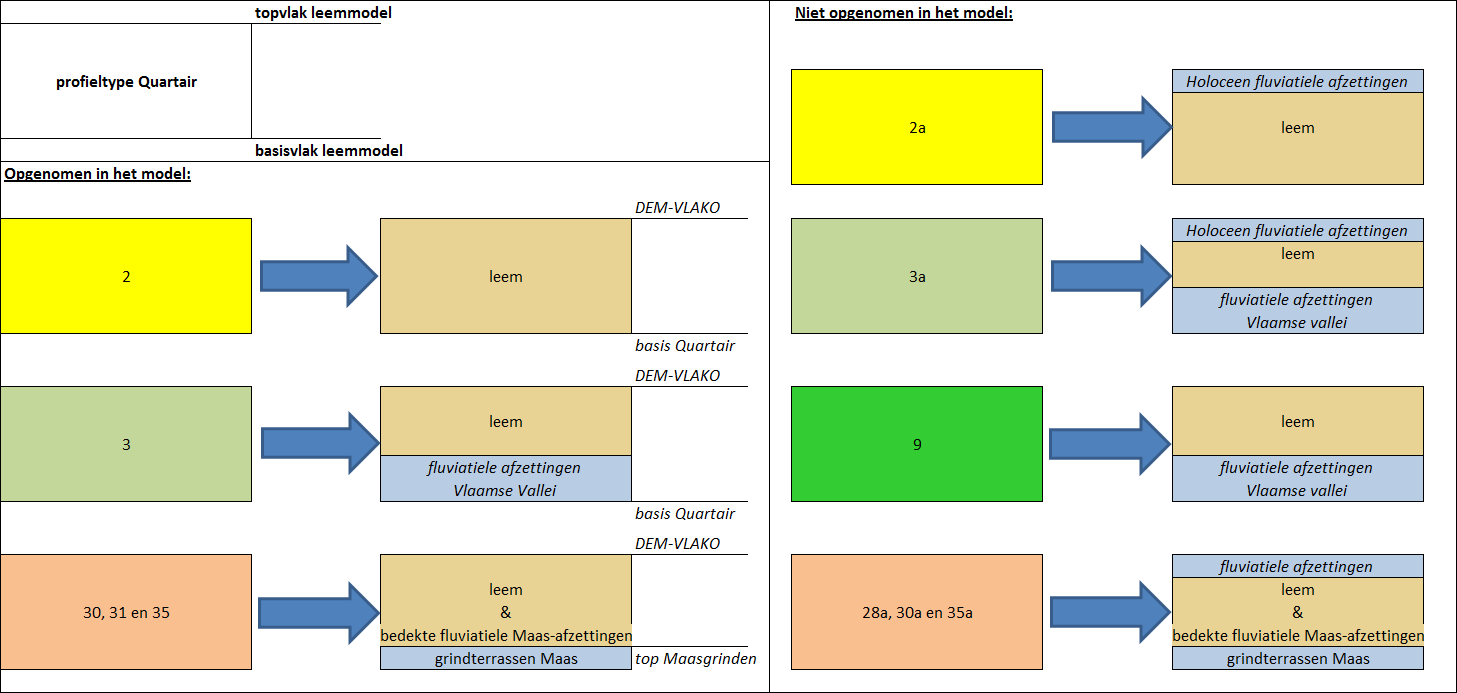 topvlak leemmodel
profieltype Quartair
basisvlak leemmodel
Opgenomen in het model:
DEM-VLAKO
2
leem
basis Quartair
DEM-VLAKO
3
leem
fluviatiele afzettingen
Vlaamse Vallei
basis Quartair
DEM-VLAKO
30, 31 en 35
leem
&
bedekte fluviatiele Maas-afzettingen
grindterrassen Maas
top Maasgrinden
Niet opgenomen in het model:
2a
Holoceen fluviatiele afzettingen
leem
3a
Holoceen fluviatiele afzettingen
leem
fluviatiele afzettingen
Vlaamse vallei
9
leem
fluviatiele afzettingen
Vlaamse vallei
28a, 30a en 35a
fluviatiele afzettingen
leem
&
bedekte fluviatiele Maas-afzettingen
grindterrassen Maas